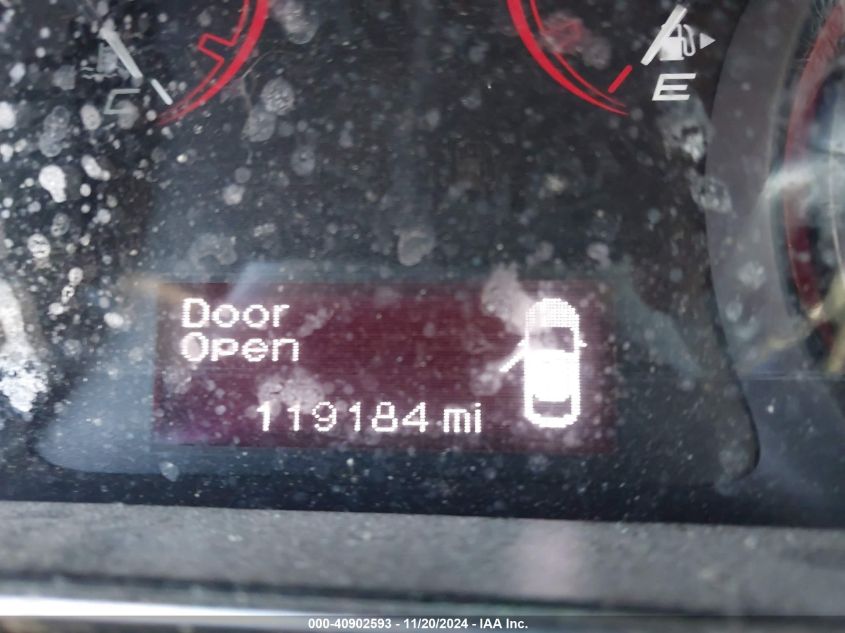 C
E
Door
Open
119184 mi
000-40902593 - 11/20/2024 - IAA Inc.